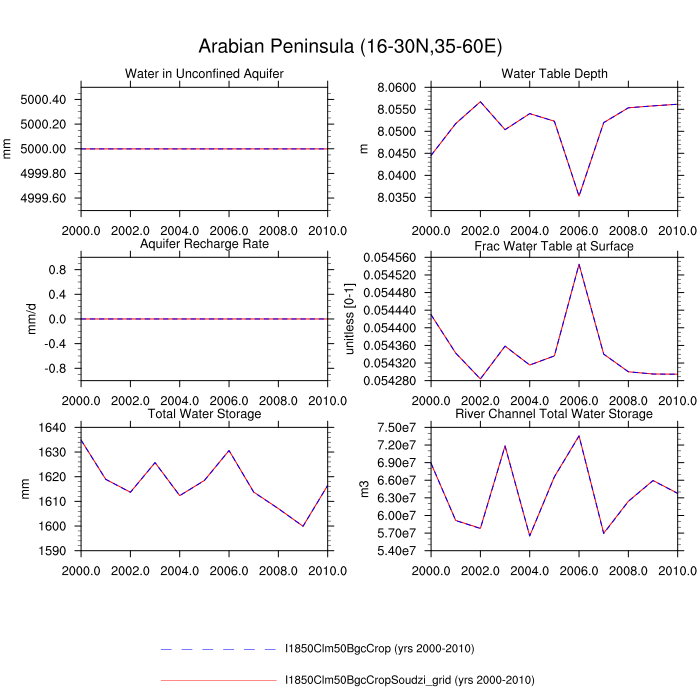 Arabian Peninsula (16-30N,35-60E)
Water in Unconfined Aquifer
Water Table Depth
5000.40
5000.20
5000.00
4999.80
4999.60
mm
2000.0 2002.0 2004.0 2006.0 2008.0 2010.0
8.0600
8.0550
8.0500
8.0450
8.0400
8.0350
m
2000.0 2002.0 2004.0 2006.0 2008.0 2010.0
Aquifer Recharge Rate
Frac Water Table at Surface
0.8
0.4
0.0
-0.4
-0.8
mm/d
2000.0 2002.0 2004.0 2006.0 2008.0 2010.0
0.054560
0.054520
0.054480
0.054440
0.054400
0.054360
0.054320
0.054280
unitless [0-1]
2000.0 2002.0 2004.0 2006.0 2008.0 2010.0
Total Water Storage
River Channel Total Water Storage
1640
1630
1620
1610
1600
1590
mm
2000.0 2002.0 2004.0 2006.0 2008.0 2010.0
7.50e7
7.20e7
6.90e7
6.60e7
6.30e7
6.00e7
5.70e7
5.40e7
m3
2000.0 2002.0 2004.0 2006.0 2008.0 2010.0
I1850Clm50BgcCrop (yrs 2000-2010)
I1850Clm50BgcCropSoudzi_grid (yrs 2000-2010)